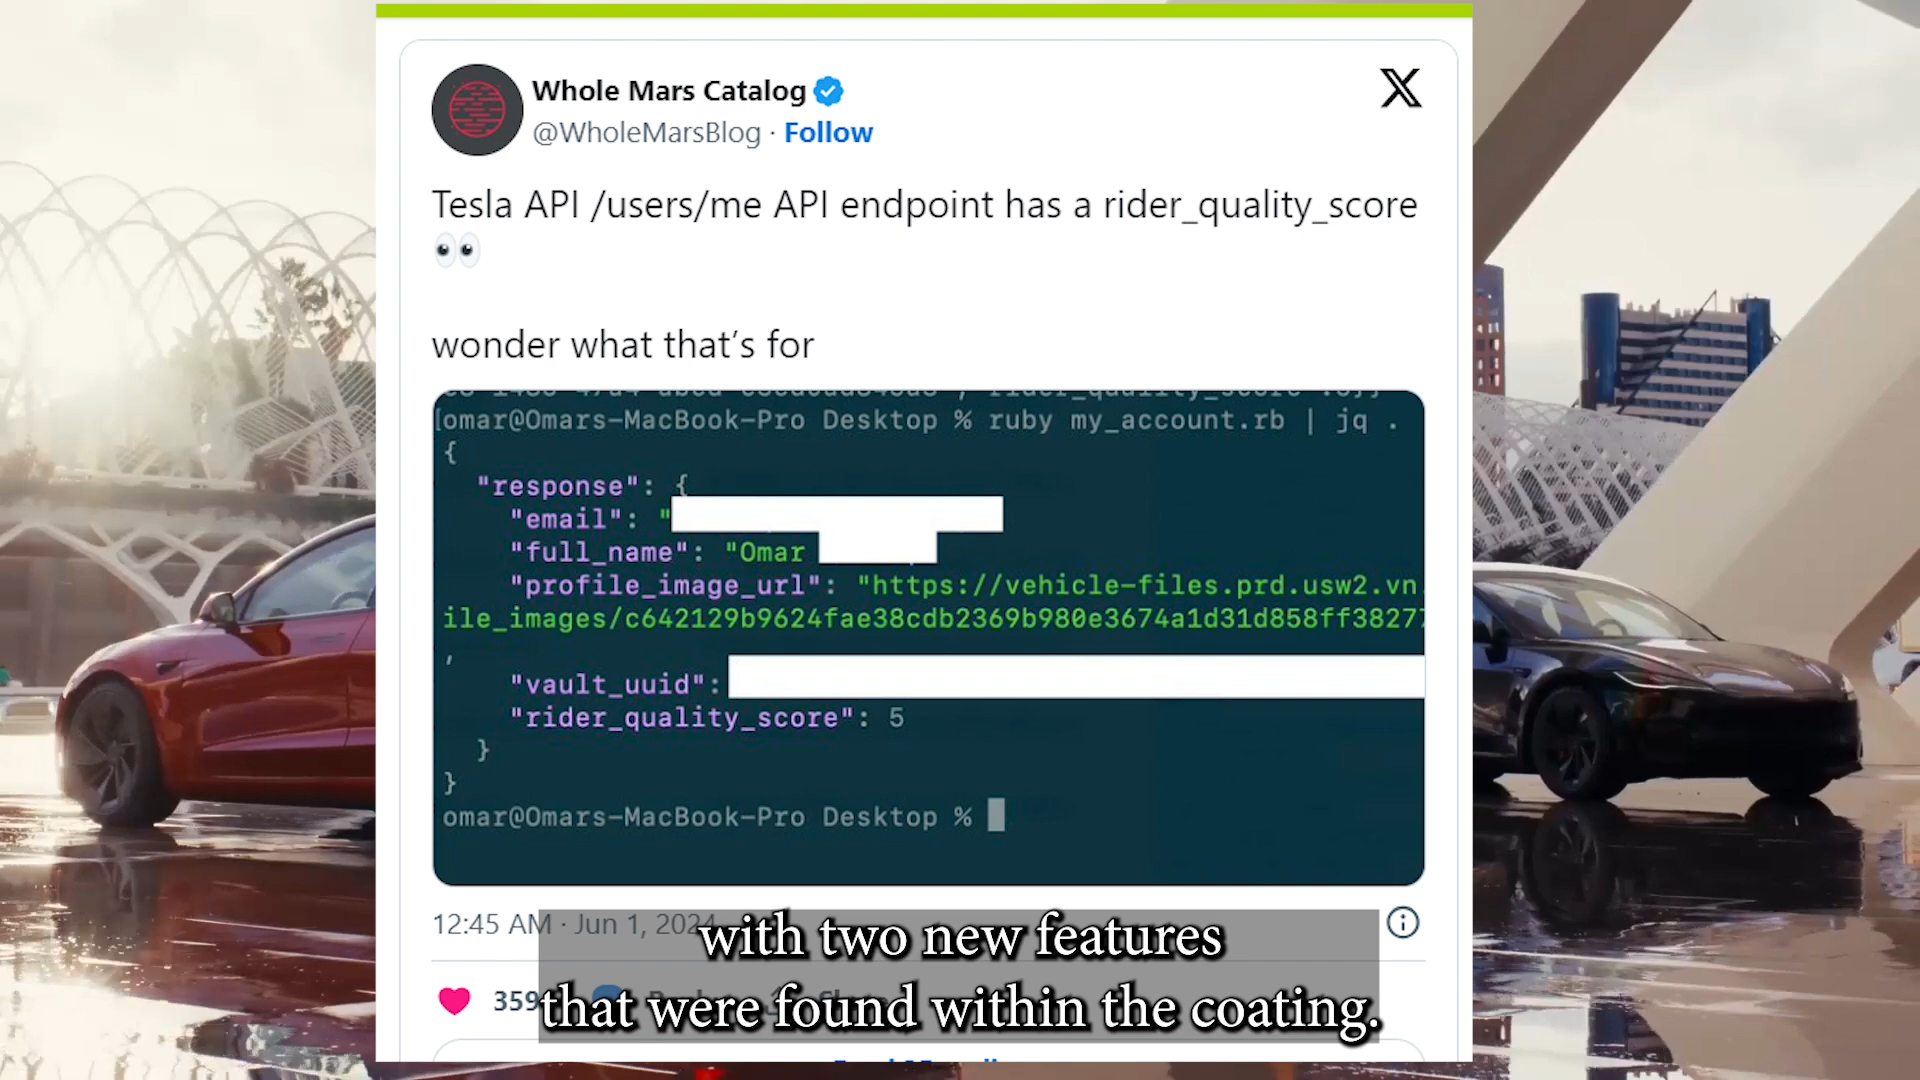 Whole Mars Catalog
@WholeMarsBlog · Follow
Tesla API /users/me API endpoint has a rider_quality_score
👀
wonder what that’s for
[omar@Omars-MacBook-Pro Desktop % ruby my_account.rb | jq .
{
"response": {
"email": "
"full_name": "Omar
"profile_image_url": "https://vehicle-files.prd.usw2.vn.
ile_images/c642129b9624fae38cdb2369b980e3674a1d31d858ff38277
,
"vault_uuid":
"rider_quality_score": 5
}
}
omar@Omars-MacBook-Pro Desktop %
12:45 AM · Jun 1, 2024
359
with two new features
that were found within the coating.